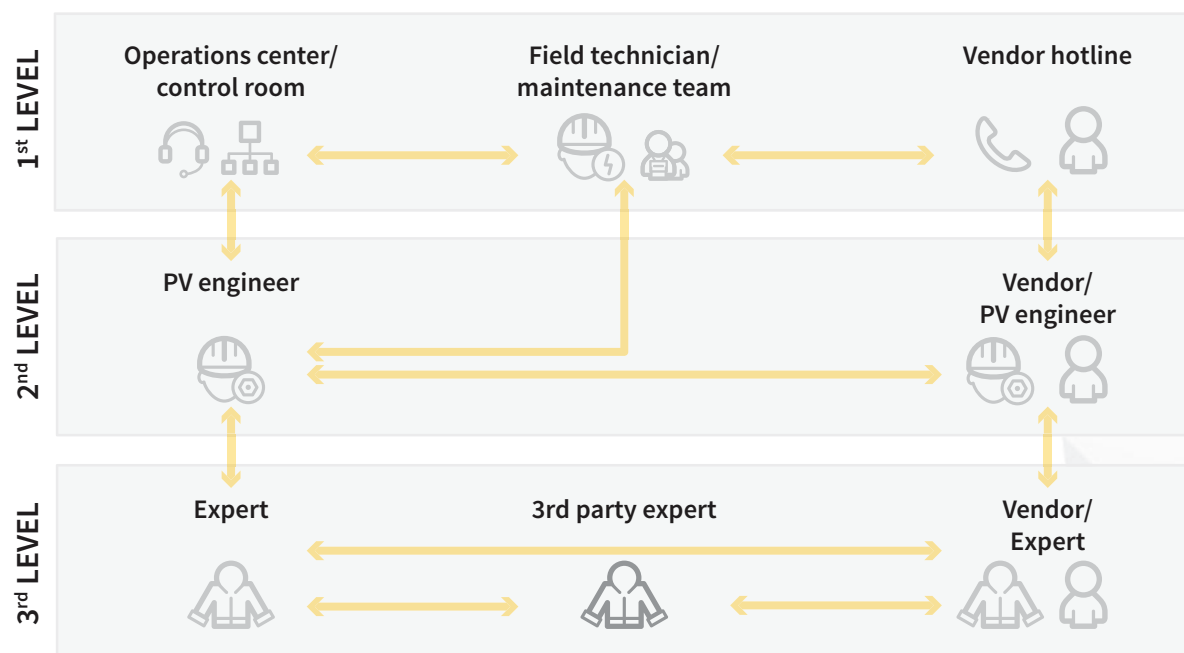 1st LEVEL
Operations center/
control room
Field technician/
maintenance team
Vendor hotline
2nd LEVEL
PV engineer
Vendor/
PV engineer
3rd LEVEL
Expert
3rd party expert
Vendor/
Expert